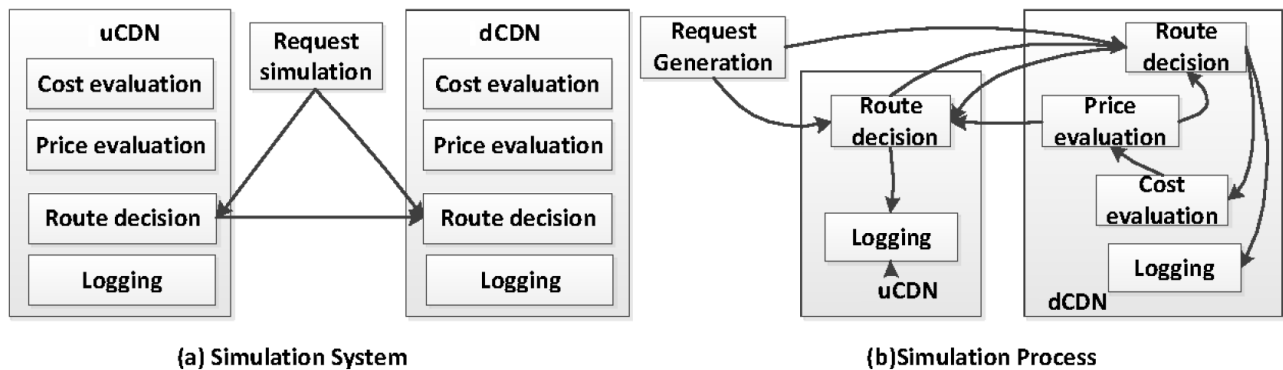 uCDN
Cost evaluation
Price evaluation
Route decision
Logging
Request
simulation
dCDN
Cost evaluation
Price evaluation
Route decision
Logging
(a) Simulation System
Request
Generation
Route
decision
Logging
uCDN
Route
decision
Price
evaluation
Cost
evaluation
Logging
dCDN
(b)Simulation Process